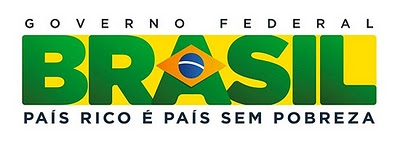 GOVERNO FEDERAL
BRASIL
PAÍS RICO É PAÍS SEM POBREZA